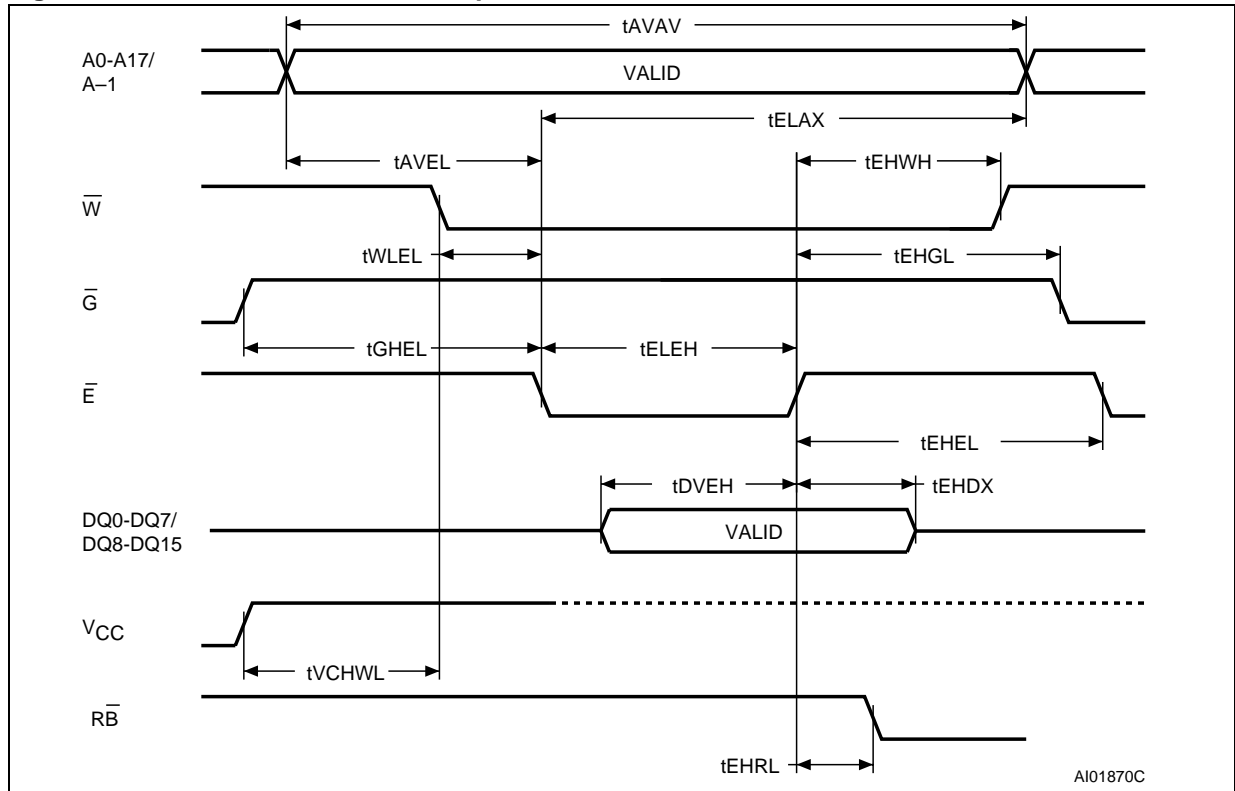 tAVAV
A0-A17/
A–1
VALID
tELAX
tAVEL
tEHWH
W̅
tWLEL
tEHGL
G̅
tGHEL
tELEH
E̅
tEHEL
tDVEH
tEHDX
DQ0-DQ7/
DQ8-DQ15
VALID
VCC
tVCHWL
RB̅
tEHRL
AI01870C